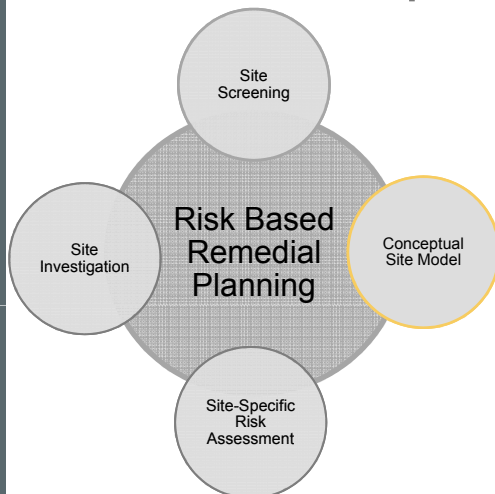 Site
Screening
Risk Based
Remedial
Planning
Site
Investigation
Conceptual
Site Model
Site-Specific
Risk
Assessment